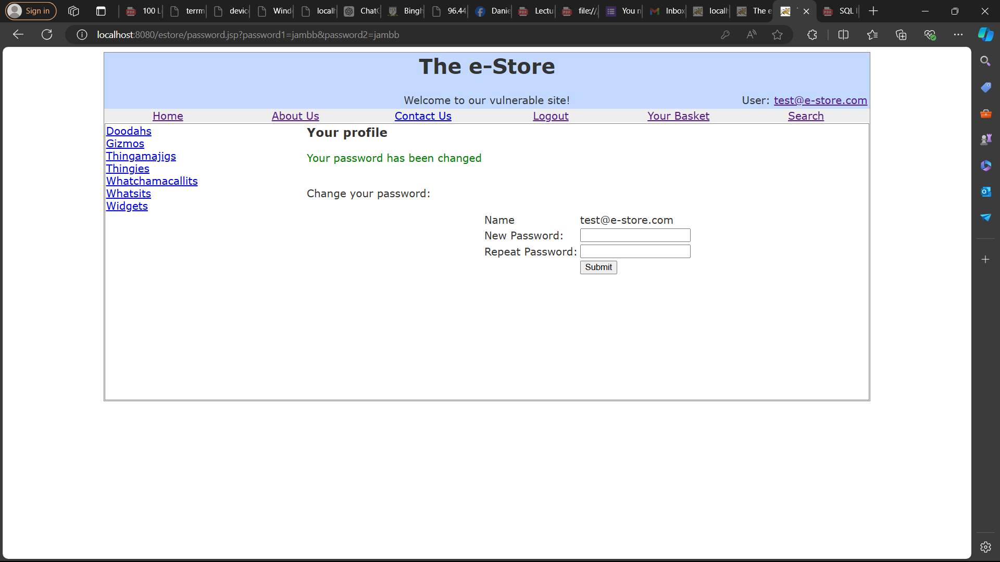 Sign in
100 L
term
devic
Wind
localh
ChatG
Bingh
96.44.
Danie
Lectu
file://
You n
Inbox
localh
The e
SQL I
localhost:8080/estore/password.jsp?password1=jambb&password2=jambb
The e-Store
Welcome to our vulnerable site!
User: test@e-store.com
Home About Us Contact Us Logout Your Basket Search
Doodahs
Gizmos
Thingamajigs
Thingies
Whatchamacallits
Whatsits
Widgets
Your profile
Your password has been changed
Change your password:
Name test@e-store.com
New Password:
Repeat Password:
Submit